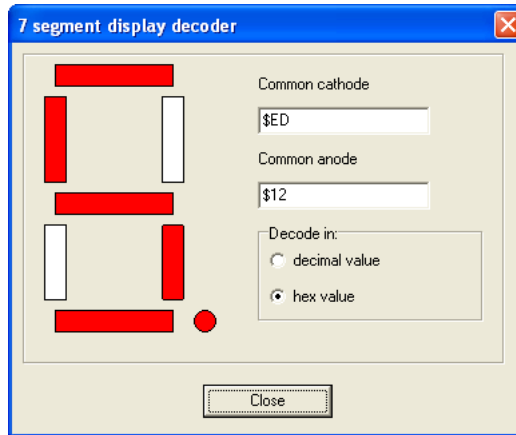 7 segment display decoder
Common cathode
$ED
Common anode
$12
Decode in:
decimal value
hex value
Close